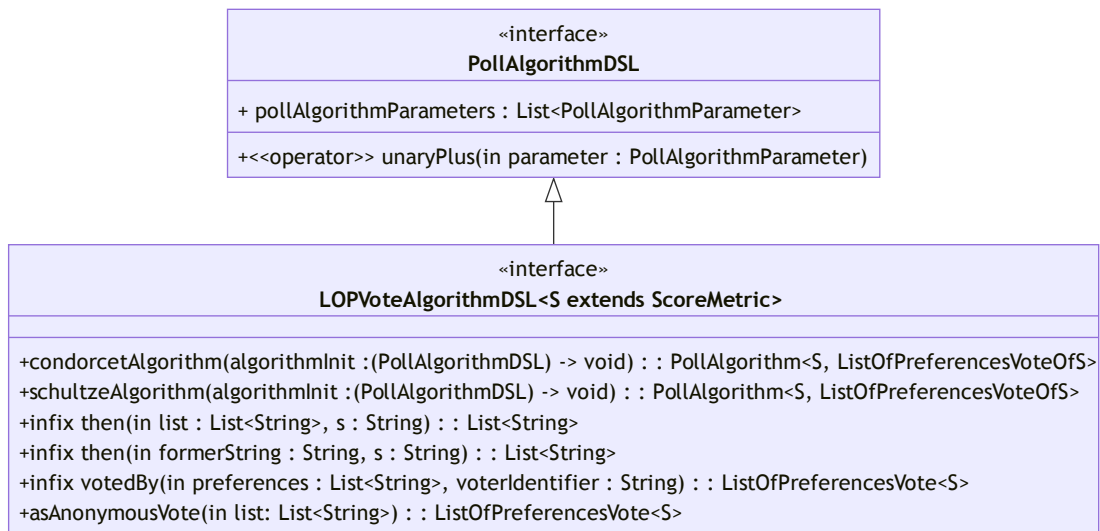 «interface»
PollAlgorithmDSL
+ pollAlgorithmParameters : List<PollAlgorithmParameter>
+<<operator>> unaryPlus(in parameter : PollAlgorithmParameter)
«interface»
LOPVoteAlgorithmDSL<S extends ScoreMetric>
+condorcetAlgorithm(algorithmInit :(PollAlgorithmDSL) -> void) : : PollAlgorithm<S, ListOfPreferencesVoteOfS>
+schultzeAlgorithm(algorithmInit :(PollAlgorithmDSL) -> void) : : PollAlgorithm<S, ListOfPreferencesVoteOfS>
+infix then(in list : List<String>, s : String) : : List<String>
+infix then(in formerString : String, s : String) : : List<String>
+infix votedBy(in preferences : List<String>, voterIdentifier : String) : : ListOfPreferencesVote<S>
+asAnonymousVote(in list: List<String>) : : ListOfPreferencesVote<S>